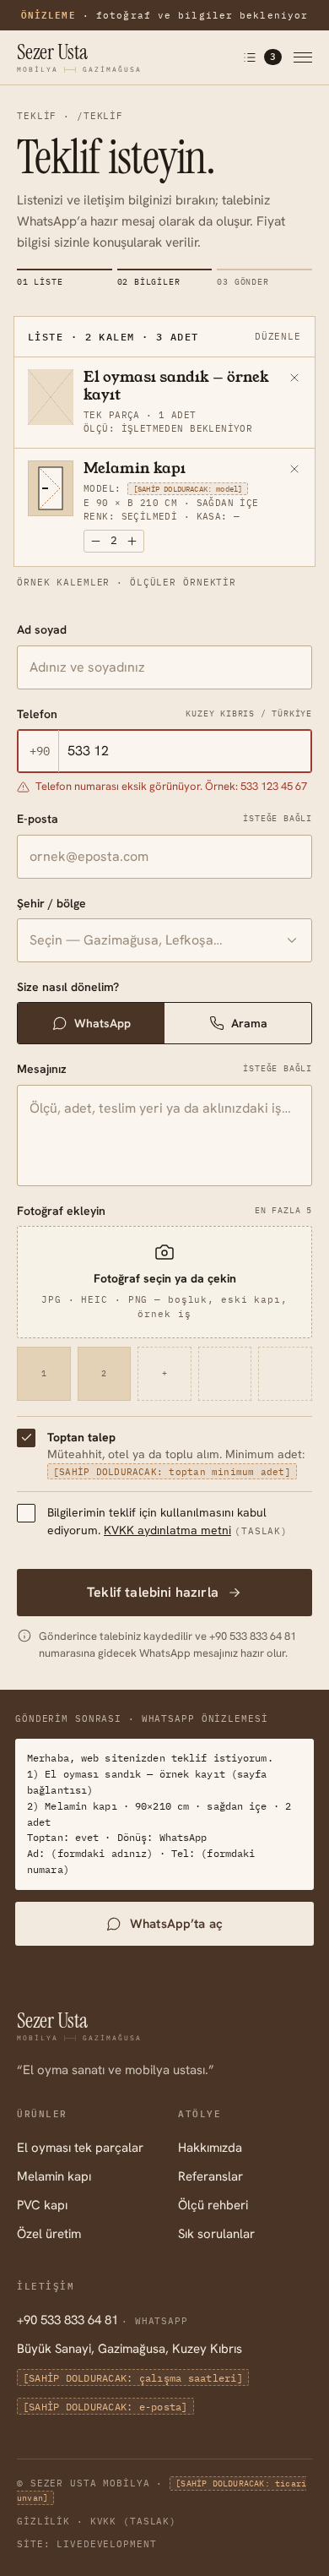 ÖNİZLEME · fotoğraf ve bilgiler bekleniyor
Sezer Usta
MOBİLYA GAZİMAĞUSA
3
TEKLİF · /TEKLİF
Teklif isteyin.
Listenizi ve iletişim bilginizi bırakın; talebiniz
WhatsApp’a hazır mesaj olarak da oluşur. Fiyat
bilgisi sizinle konuşularak verilir.
01 LİSTE 02 BİLGİLER 03 GÖNDER
LİSTE · 2 KALEM · 3 ADET DÜZENLE
El oyması sandık — örnek
kayıt
TEK PARÇA · 1 ADET
ÖLÇÜ: İŞLETMEDEN BEKLENİYOR
Melamin kapı
MODEL: [SAHİP DOLDURACAK: model]
E 90 × B 210 CM · SAĞDAN İÇE
RENK: SEÇİLMEDİ · KASA: —
− 2 +
ÖRNEK KALEMLER · ÖLÇÜLER ÖRNEKTİR
Ad soyad
Adınız ve soyadınız
Telefon KUZEY KIBRIS / TÜRKİYE
+90 533 12
Telefon numarası eksik görünüyor. Örnek: 533 123 45 67
E-posta İSTEĞE BAĞLI
ornek@eposta.com
Şehir / bölge
Seçin — Gazimağusa, Lefkoşa…
Size nasıl dönelim?
WhatsApp Arama
Mesajınız İSTEĞE BAĞLI
Ölçü, adet, teslim yeri ya da aklınızdaki iş…
Fotoğraf ekleyin EN FAZLA 5
Fotoğraf seçin ya da çekin
JPG · HEIC · PNG — boşluk, eski kapı,
örnek iş
1 2 +
Toptan talep
Müteahhit, otel ya da toplu alım. Minimum adet:
[SAHİP DOLDURACAK: toptan minimum adet]
Bilgilerimin teklif için kullanılmasını kabul
ediyorum. KVKK aydınlatma metni (TASLAK)
Teklif talebini hazırla →
Gönderince talebiniz kaydedilir ve +90 533 833 64 81
numarasına gidecek WhatsApp mesajınız hazır olur.
GÖNDERİM SONRASI · WHATSAPP ÖNİZLEMESİ
Merhaba, web sitenizden teklif istiyorum.
1) El oyması sandık — örnek kayıt (sayfa
bağlantısı)
2) Melamin kapı · 90×210 cm · sağdan içe · 2
adet
Toptan: evet · Dönüş: WhatsApp
Ad: (formdaki adınız) · Tel: (formdaki
numara)
WhatsApp’ta aç
Sezer Usta
MOBİLYA GAZİMAĞUSA
“El oyma sanatı ve mobilya ustası.”
ÜRÜNLER ATÖLYE
El oyması tek parçalar Hakkımızda
Melamin kapı Referanslar
PVC kapı Ölçü rehberi
Özel üretim Sık sorulanlar
İLETİŞİM
+90 533 833 64 81 · WHATSAPP
Büyük Sanayi, Gazimağusa, Kuzey Kıbrıs
[SAHİP DOLDURACAK: çalışma saatleri]
[SAHİP DOLDURACAK: e-posta]
© SEZER USTA MOBİLYA · [SAHİP DOLDURACAK: ticari
unvan]
GİZLİLİK · KVKK (TASLAK)
SİTE: LIVEDEVELOPMENT